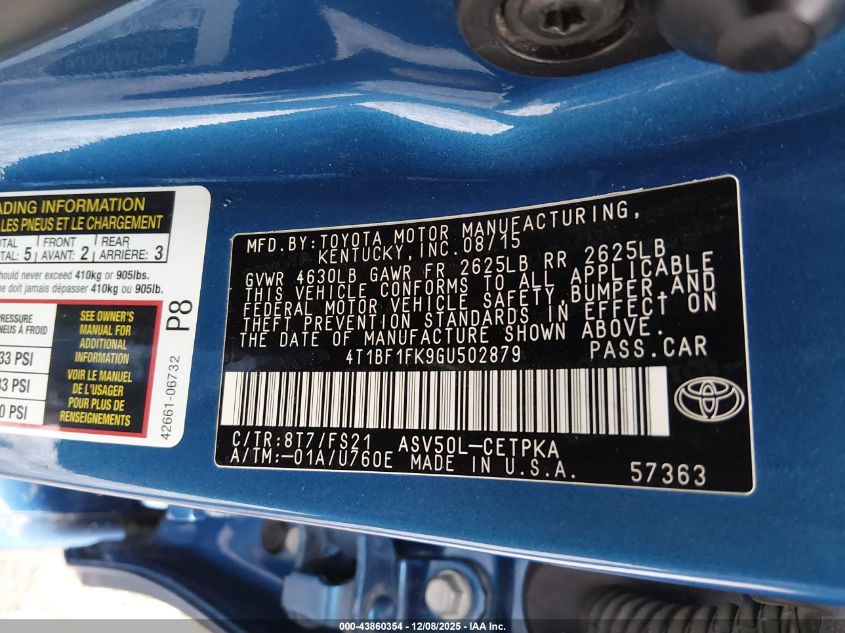 ADING INFORMATION
LES PNEUS ET LE CHARGEMENT
OTAL FRONT REAR
TAL: 5 AVANT: 2 ARRIÈRE: 3
hould never exceed 410kg or 905lbs.
ne doit jamais dépasser 410kg ou 905lb.
PRESSURE
NEUS À FROID
33 PSI
33 PSI
0 PSI
SEE OWNER'S
MANUAL FOR
ADDITIONAL
INFORMATION
VOIR LE MANUEL
DE L'USAGER
POUR PLUS DE
RENSEIGNEMENTS
P8
42661-06732
MFD.BY:TOYOTA MOTOR MANUFACTURING,
KENTUCKY, INC.08/15
GVWR 4630LB GAWR FR 2625LB RR 2625LB
THIS VEHICLE CONFORMS TO ALL APPLICABLE
FEDERAL MOTOR VEHICLE SAFETY,BUMPER,AND
THEFT PREVENTION STANDARDS IN EFFECT ON
THE DATE OF MANUFACTURE SHOWN ABOVE.
4T1BF1FK9GU502879 PASS.CAR
C/TR:8T7/FS21 ASV50L-CETPKA
A/TM:-01A/U760E MADE IN U.S.A. 57363
000-43860354 - 12/08/2025 - IAA, Inc.